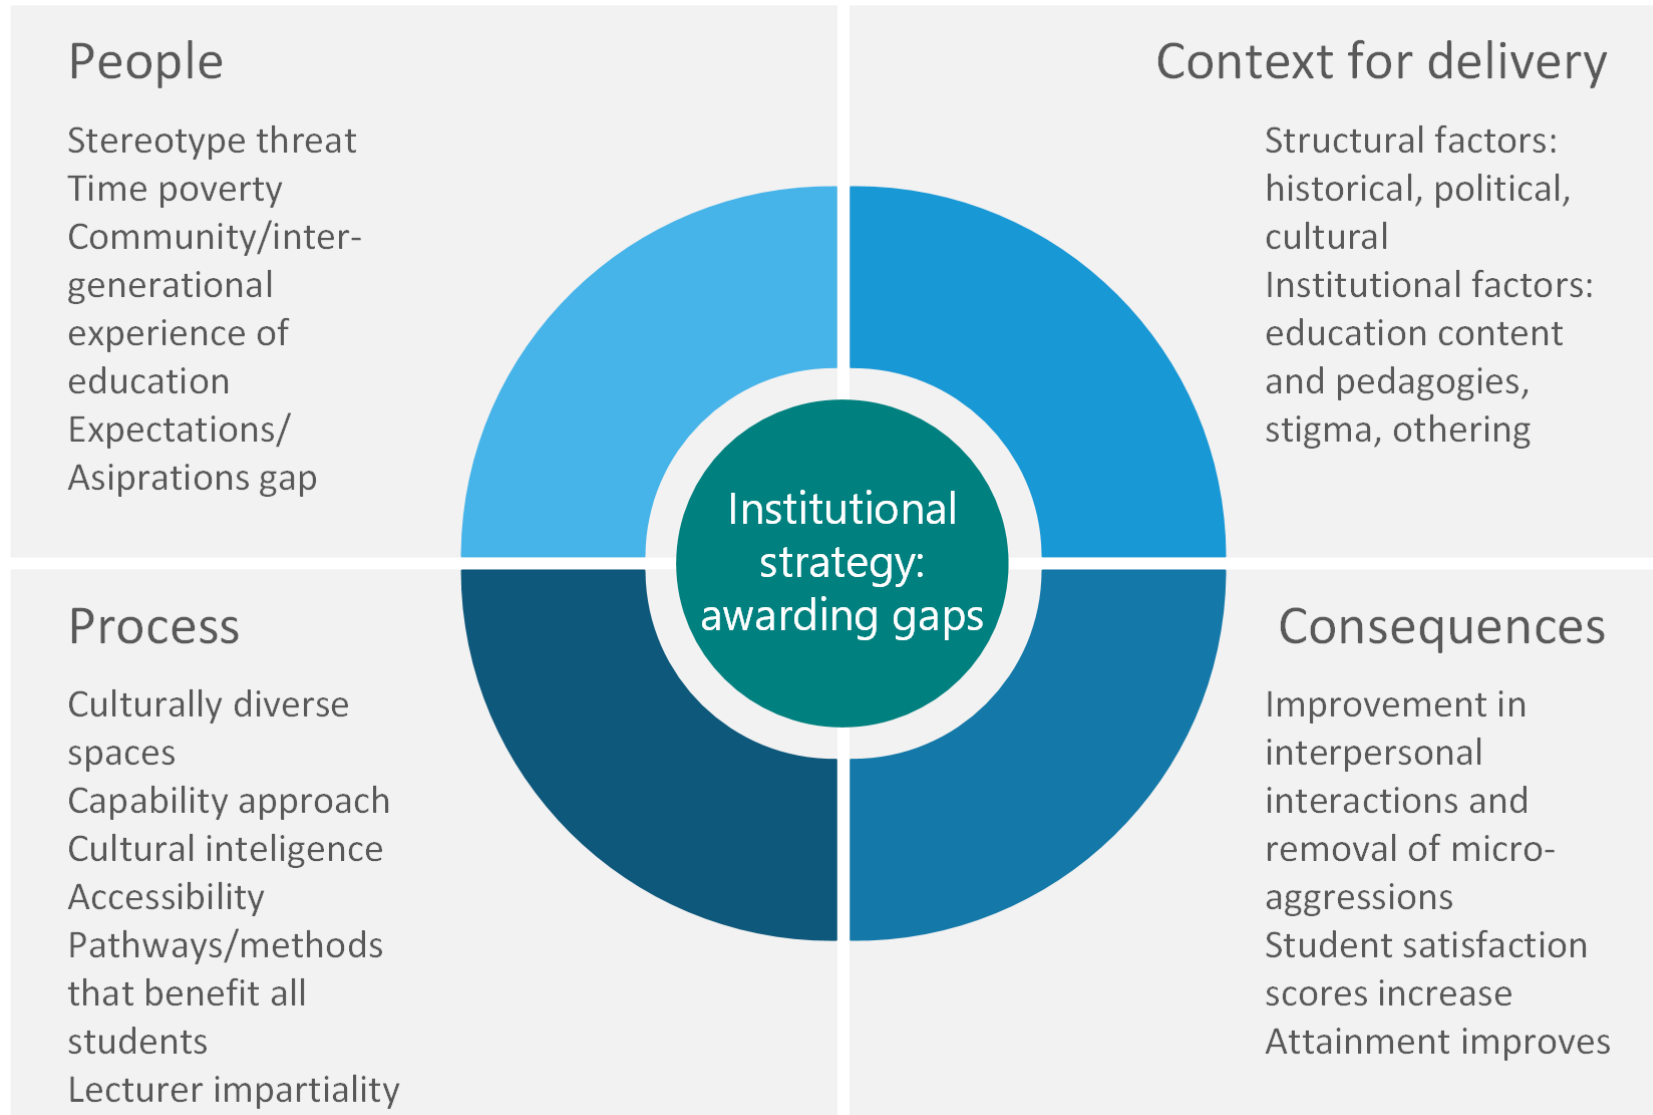 People
Stereotype threat
Time poverty
Community/inter-
generational
experience of
education
Expectations/
Asiprations gap
Context for delivery
Structural factors:
historical, political,
cultural
Institutional factors:
education content
and pedagogies,
stigma, othering
Institutional
strategy:
awarding gaps
Process
Culturally diverse
spaces
Capability approach
Cultural inteligence
Accessibility
Pathways/methods
that benefit all
students
Lecturer impartiality
Consequences
Improvement in
interpersonal
interactions and
removal of micro-
aggressions
Student satisfaction
scores increase
Attainment improves